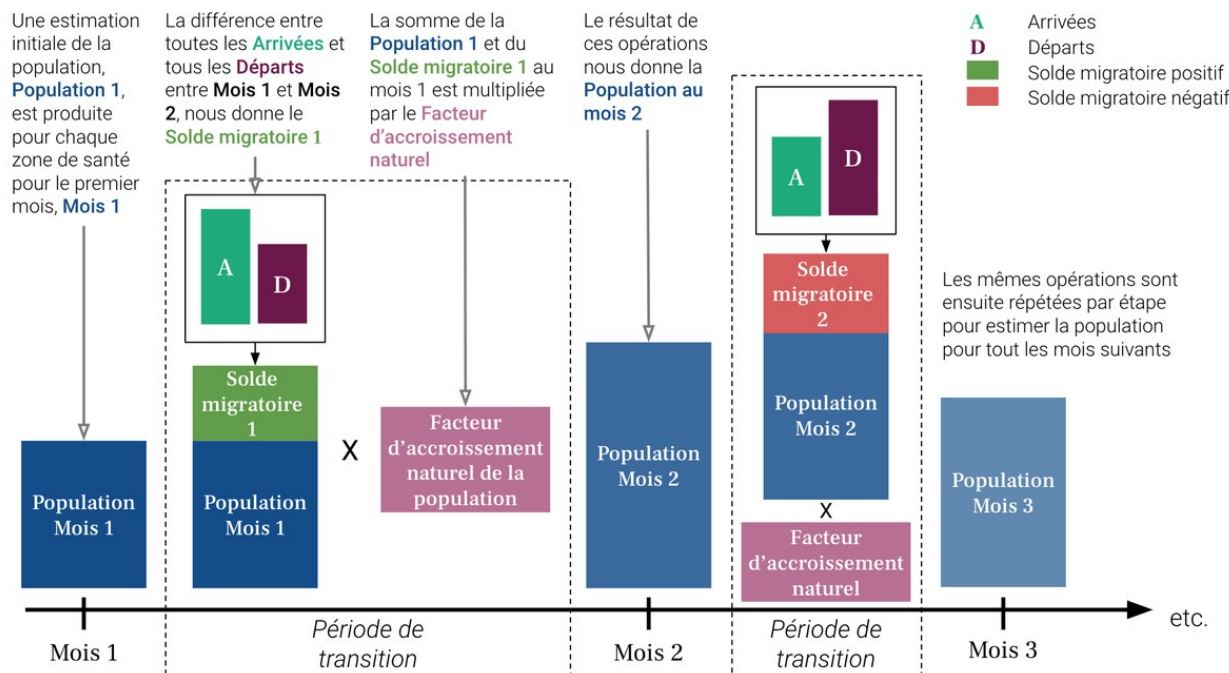 Une estimation
initiale de la
population,
Population 1,
est produite
pour chaque
zone de santé
pour le premier
mois, Mois 1
La différence entre
toutes les Arrivées et
tous les Départs
entre Mois 1 et Mois
2, nous donne le
Solde migratoire 1
La somme de la
Population 1 et du
Solde migratoire 1 au
mois 1 est multipliée
par le Facteur
d'accroissement
naturel
Le résultat de
ces opérations
nous donne la
Population au
mois 2
A Arrivées
D Départs
Solde migratoire positif
Solde migratoire négatif
A
D
Solde
migratoire
1
Population
Mois 1
Population
Mois 1
X
Facteur
d'accroissement
naturel de la
population
Population
Mois 2
A
D
Solde
migratoire
2
Population
Mois 2
X
Facteur
d'accroissement
naturel
Les mêmes opérations sont
ensuite répétées par étape
pour estimer la population
pour tout les mois suivants
Population
Mois 3
etc.
Mois 1
Période de
transition
Mois 2
Période de
transition
Mois 3